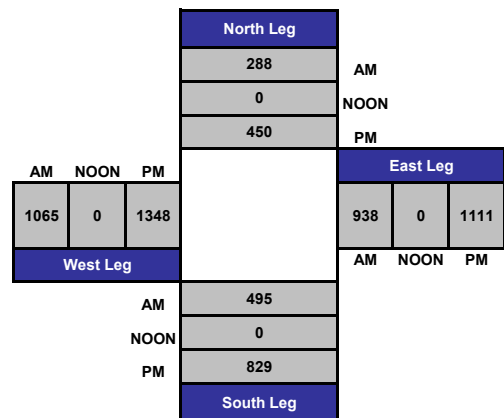 North Leg
288
AM
0
NOON
450
PM
East Leg
AM NOON PM
1065 0 1348
938 0 1111
West Leg
AM NOON PM
AM
495
NOON
0
PM
829
South Leg